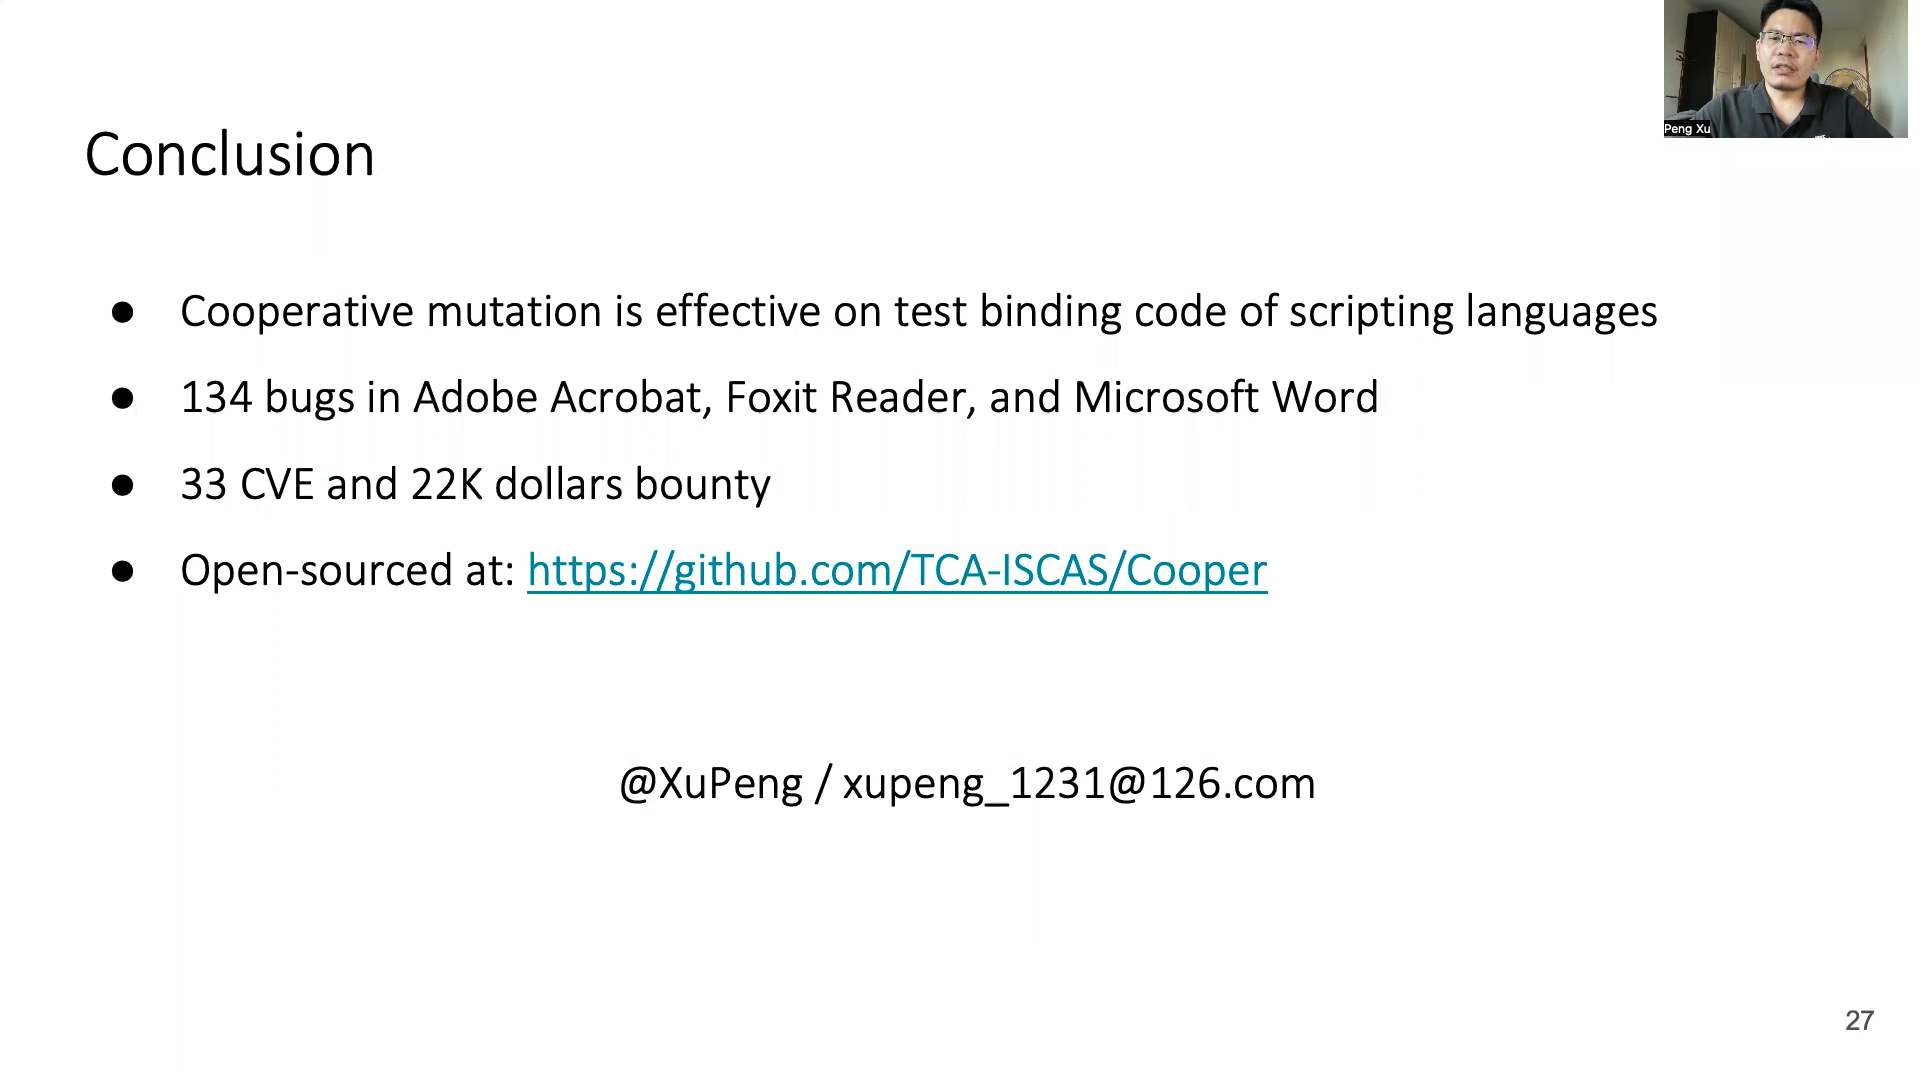 Peng Xu
Conclusion
● Cooperative mutation is effective on test binding code of scripting languages
● 134 bugs in Adobe Acrobat, Foxit Reader, and Microsoft Word
● 33 CVE and 22K dollars bounty
● Open-sourced at: https://github.com/TCA-ISCAS/Cooper
@XuPeng / xupeng_1231@126.com
27